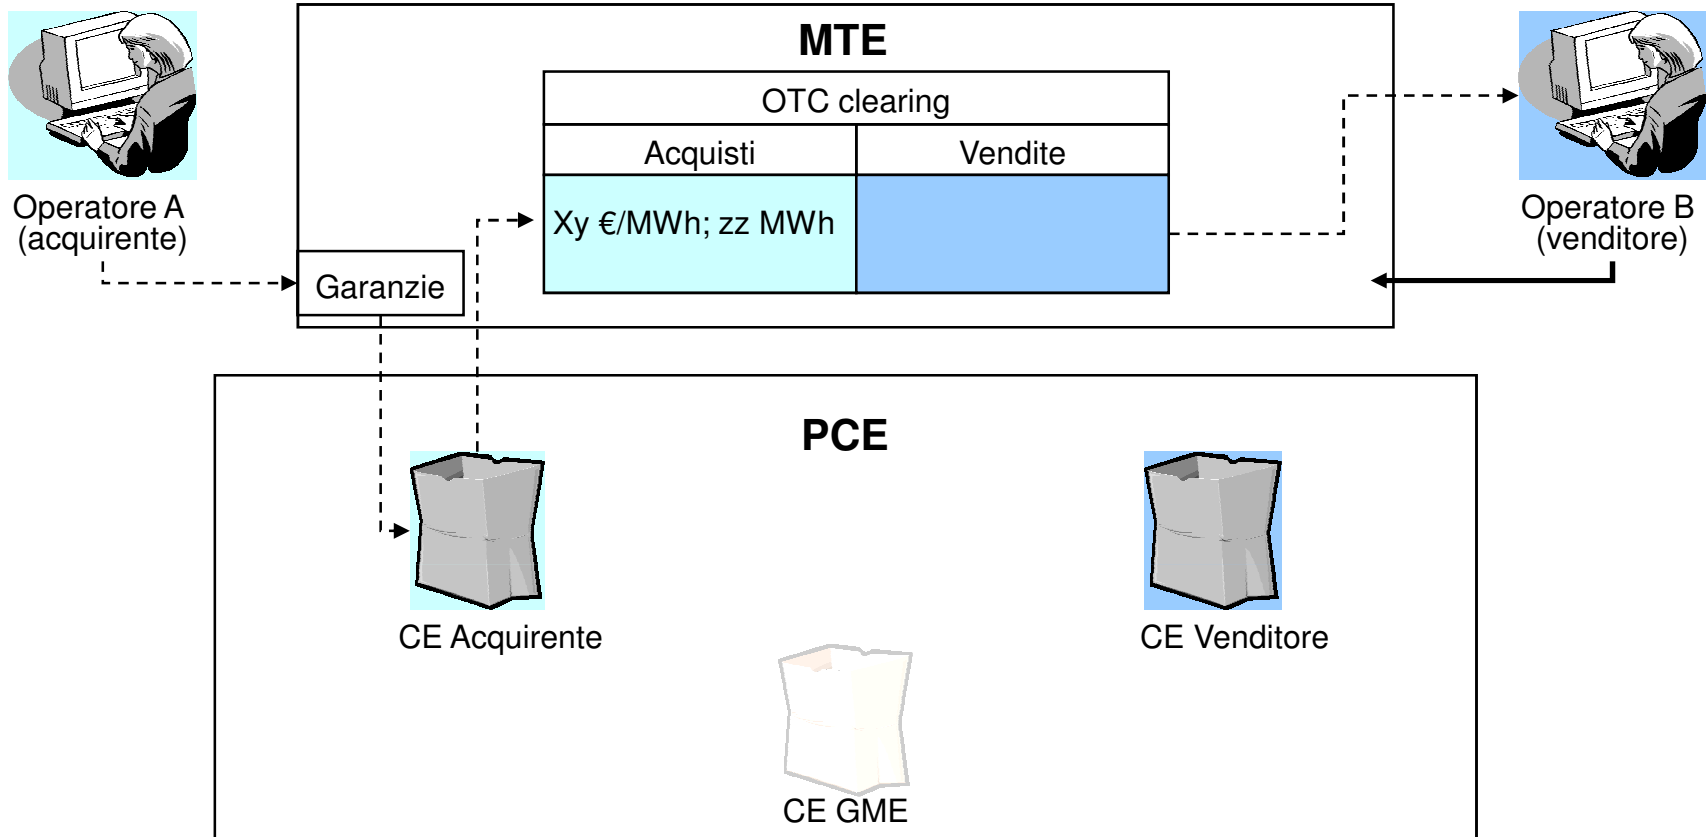 MTE
OTC clearing
Acquisti
Vendite
Xy €/MWh; zz MWh
Operatore A
(acquirente)
Operatore B
(venditore)
Garanzie
PCE
CE Acquirente
CE Venditore
CE GME